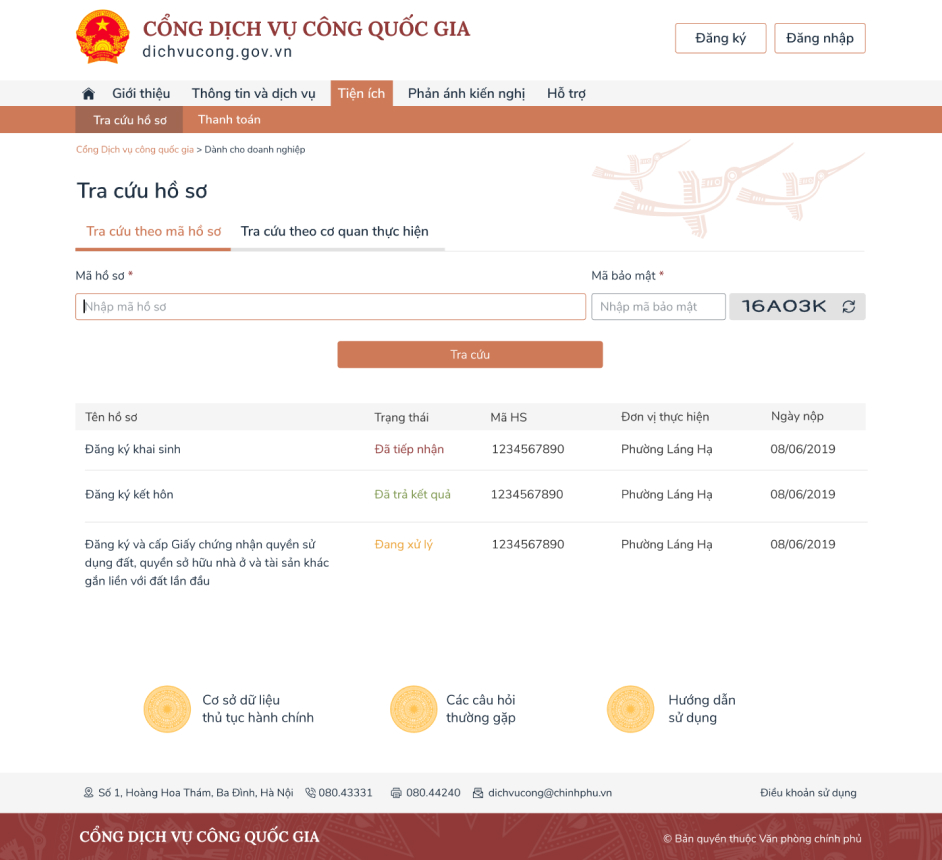 CỔNG DỊCH VỤ CÔNG QUỐC GIA
dichvucong.gov.vn
Đăng ký
Đăng nhập
Giới thiệu
Thông tin và dịch vụ
Tiện ích
Phản ánh kiến nghị
Hỗ trợ
Tra cứu hồ sơ
Thanh toán
Cổng Dịch vụ công quốc gia > Dành cho doanh nghiệp
Tra cứu hồ sơ
Tra cứu theo mã hồ sơ
Tra cứu theo cơ quan thực hiện
Mã hồ sơ *
Mã bảo mật *
Nhập mã hồ sơ
Nhập mã bảo mật
16AO3K
Tra cứu
Tên hồ sơ
Trạng thái
Mã HS
Đơn vị thực hiện
Ngày nộp
Đăng ký khai sinh
Đã tiếp nhận
1234567890
Phường Láng Hạ
08/06/2019
Đăng ký kết hôn
Đã trả kết quả
1234567890
Phường Láng Hạ
08/06/2019
Đăng ký và cấp Giấy chứng nhận quyền sử
dụng đất, quyền sở hữu nhà ở và tài sản khác
gắn liền với đất lần đầu
Đang xử lý
1234567890
Phường Láng Hạ
08/06/2019
Cơ sở dữ liệu
thủ tục hành chính
Các câu hỏi
thường gặp
Hướng dẫn
sử dụng
Số 1, Hoàng Hoa Thám, Ba Đình, Hà Nội
080.43331
080.44240
dichvucong@chinhphu.vn
Điều khoản sử dụng
CỔNG DỊCH VỤ CÔNG QUỐC GIA
© Bản quyền thuộc Văn phòng chính phủ